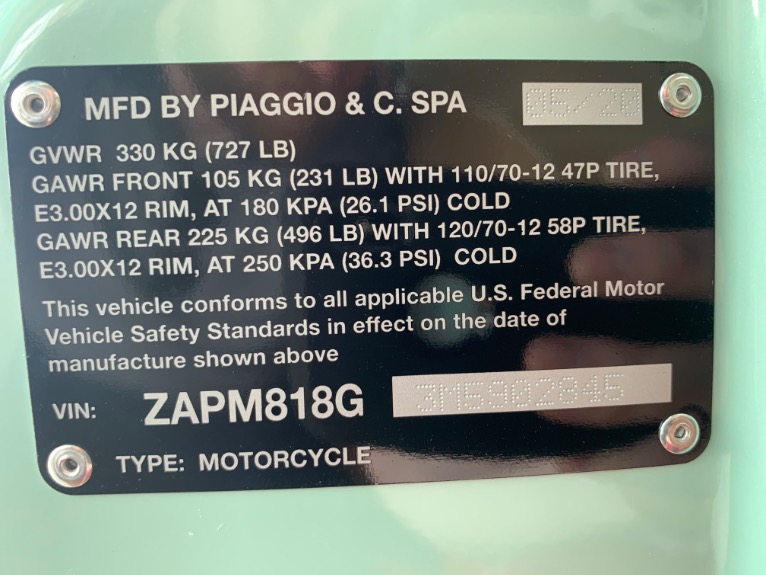 MFD BY PIAGGIO & C. SPA 05/20
GVWR 330 KG (727 LB)
GAWR FRONT 105 KG (231 LB) WITH 110/70-12 47P TIRE,
E3.00X12 RIM, AT 180 KPA (26.1 PSI) COLD
GAWR REAR 225 KG (496 LB) WITH 120/70-12 58P TIRE,
E3.00X12 RIM, AT 250 KPA (36.3 PSI) COLD
This vehicle conforms to all applicable U.S. Federal Motor
Vehicle Safety Standards in effect on the date of
manufacture shown above
VIN: ZAPM818G 3M5902845
TYPE: MOTORCYCLE